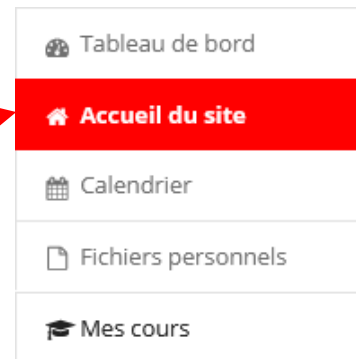 Tableau de bord
Accueil du site
Calendrier
Fichiers personnels
Mes cours